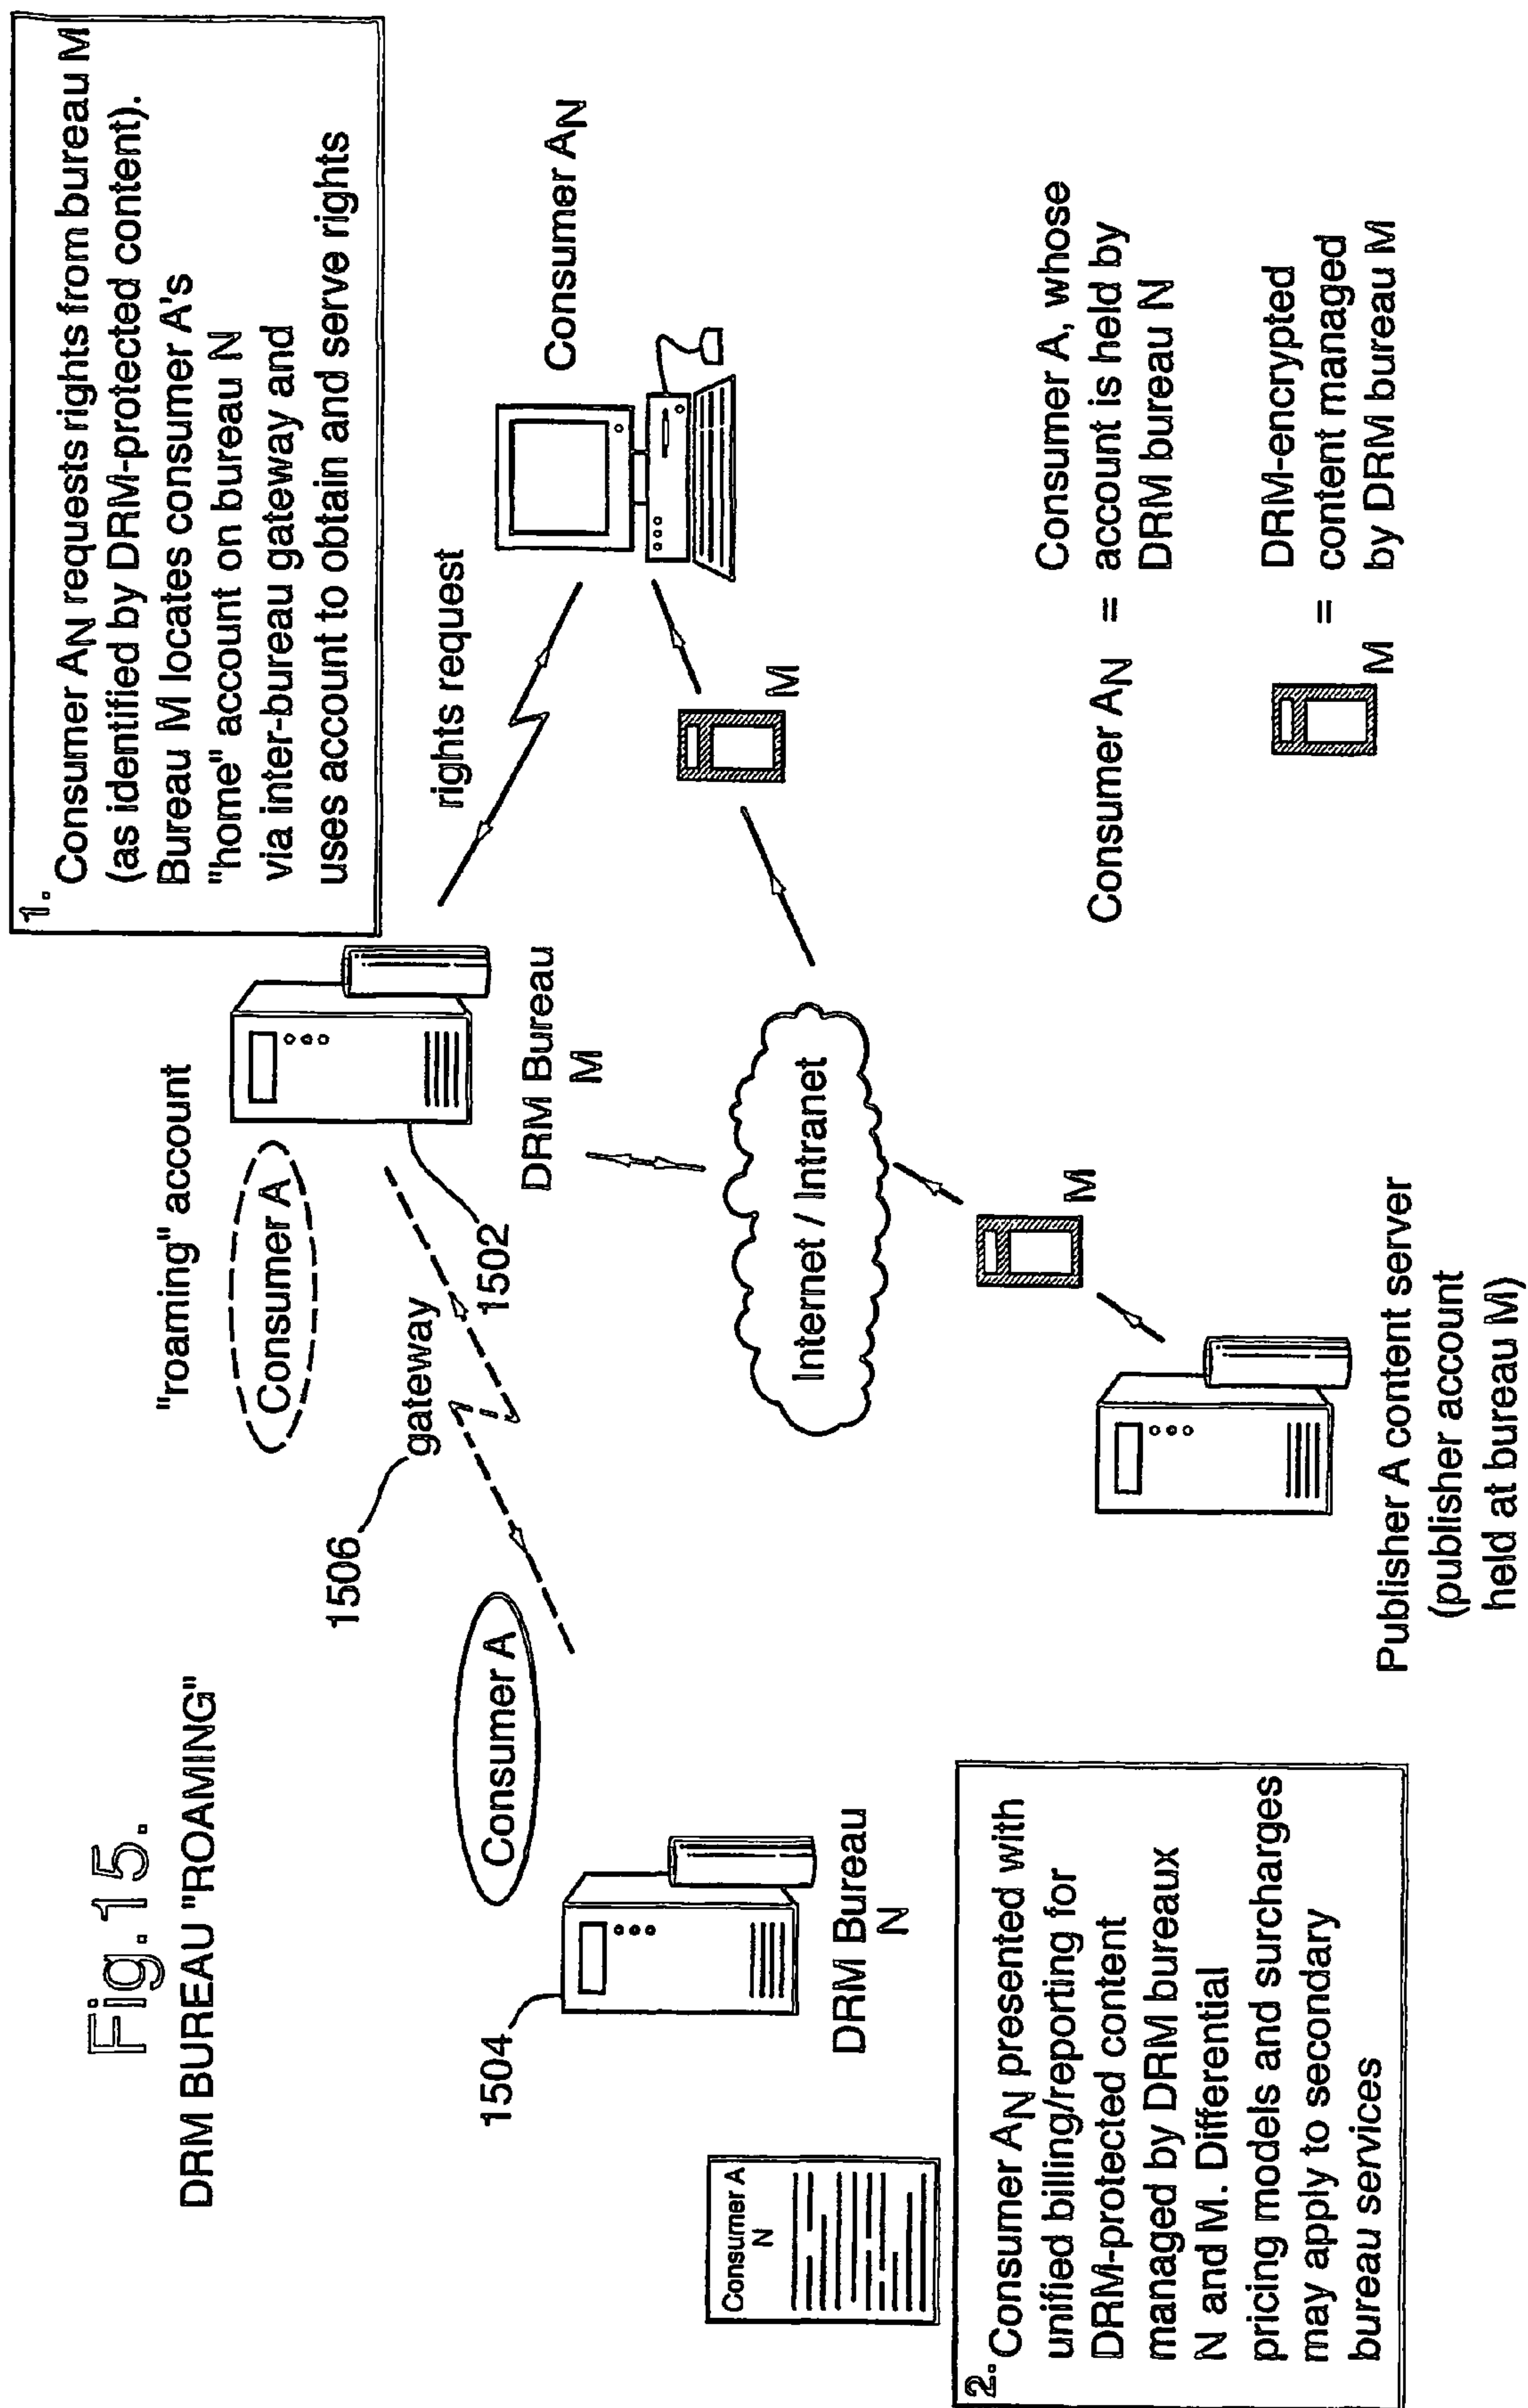 Fig.15.
DRM BUREAU "ROAMING"
1. Consumer AN requests rights from bureau M
(as identified by DRM-protected content).
Bureau M locates consumer A's
"home" account on bureau N
via inter-bureau gateway and
uses account to obtain and serve rights
"roaming" account
Consumer A
1506
gateway
1502
DRM Bureau
M
rights request
Consumer AN
M
Consumer A
1504
DRM Bureau
N
Internet / Intranet
M
Publisher A content server
(publisher account
held at bureau M)
Consumer A
N
2. Consumer AN presented with
unified billing/reporting for
DRM-protected content
managed by DRM bureaux
N and M. Differential
pricing models and surcharges
may apply to secondary
bureau services
Consumer AN = Consumer A, whose
account is held by
DRM bureau N
M = DRM-encrypted
content managed
by DRM bureau M